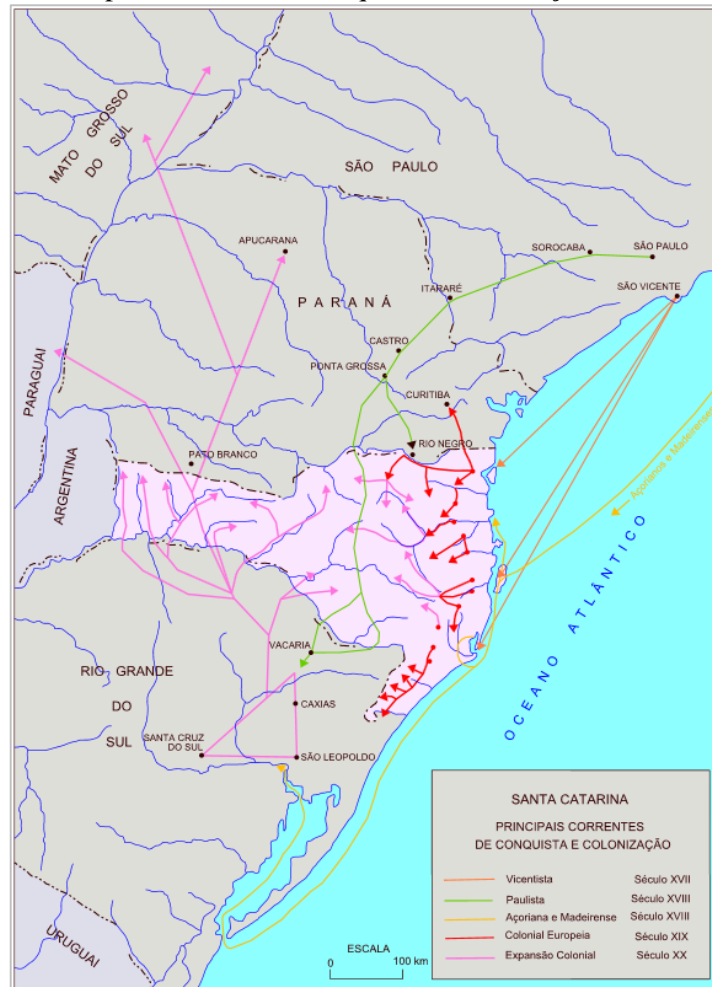 MATO GROSSO
DO SUL
SÃO PAULO
APUCARANA
SOROCABA
SÃO PAULO
ITARARÉ
SÃO VICENTE
PARANÁ
CASTRO
PONTA GROSSA
CURITIBA
PARAGUAI
RIO NEGRO
PATO BRANCO
ARGENTINA
Açorianos e Madeirenses
OCEANO ATLÂNTICO
VACARIA
RIO GRANDE
DO
SUL
CAXIAS
SANTA CRUZ
DO SUL
SÃO LEOPOLDO
URUGUAI
ESCALA
0 100 km
SANTA CATARINA
PRINCIPAIS CORRENTES
DE CONQUISTA E COLONIZAÇÃO
Vicentista Século XVII
Paulista Século XVIII
Açoriana e Madeirense Século XVIII
Colonial Europeia Século XIX
Expansão Colonial Século XX